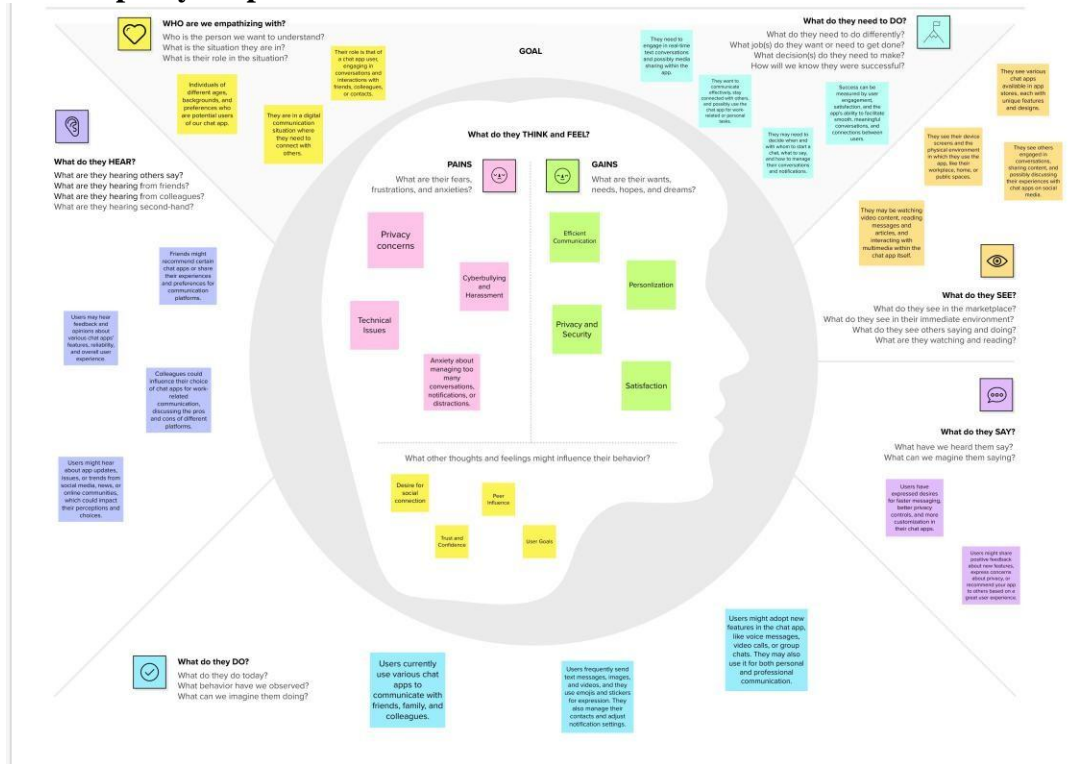 WHO are we empathizing with?
Who is the person we want to understand?
What is the situation they are in?
What is their role in the situation?
Individuals of
different ages,
backgrounds, and
preferences who
are potential users
of our chat app.
They are in a digital
communication
situation where
they need to
connect with
others.
Their role is that of
a chat app user,
engaging in
conversations and
interactions with
friends, colleagues,
or contacts.
GOAL
What do they need to DO?
What do they need to do differently?
What job(s) do they want or need to get done?
What decision(s) do they need to make?
How will we know they were successful?
They need to
engage in real-time
text conversations
and possibly media
sharing within the
app.
They want to
communicate
effectively, stay
connected with others,
and possibly use the
chat app for work-
related or personal
tasks.
They may need to
decide when and
with whom to start a
chat, what to say,
and how to manage
their conversations
and notifications.
Success can be
measured by user
engagement,
satisfaction, and the
app's ability to facilitate
smooth, meaningful
conversations, and
connections between
users.
They see various
chat apps
available in app
stores, each with
unique features
and designs.
They see their device
screens and the
physical environment
in which they use the
app, like their
workplace, home, or
public spaces.
They see others
engaged in
conversations,
sharing content, and
possibly discussing
their experiences with
chat apps on social
media.
They may be watching
video content, reading
messages and
articles, and
interacting with
multimedia within the
chat app itself.
What do they SEE?
What do they see in the marketplace?
What do they see in their immediate environment?
What do they see others saying and doing?
What are they watching and reading?
What do they HEAR?
What are they hearing others say?
What are they hearing from friends?
What are they hearing from colleagues?
What are they hearing second-hand?
Friends might
recommend certain
chat apps or share
their experiences
and preferences for
communication
platforms.
Users may hear
feedback and
opinions about
various chat apps'
features, reliability,
and overall user
experience
Colleagues could
influence their choice
of chat apps for work-
related
communication,
discussing the pros
and cons of different
platforms.
Users might hear
about app updates,
issues, or trends from
social media, news, or
online communities,
which could impact
their perceptions and
choices.
What do they THINK and FEEL?
PAINS
What are their fears,
frustrations, and anxieties?
Privacy
concerns
Cyberbullying
and
Harassment
Technical
Issues
Anxiety about
managing too
many
conversations,
notifications, or
distractions.
GAINS
What are their wants,
needs, hopes, and dreams?
Efficient
Communication
Personlization
Privacy and
Security
Satisfaction
What other thoughts and feelings might influence their behavior?
Desire for
social
connection
Peer
Influence
Trust and
Confidence
User Goals
What do they SAY?
What have we heard them say?
What can we magine them saying?
Users have
expressed desires
for faster messaging,
better privacy
controls, and more
customization in
their chat apps.
Users might share
positive feedback
about new features,
express concerns
about privacy, or
recommend your app
to others based on a
great user experience.
What do they DO?
What do they do today?
What behavior have we observed?
What can we imagine them doing?
Users currently
use various chat
apps to
communicate with
friends, family, and
colleagues.
Users frequently send
text messages, images,
and videos, and they
use emojis and stickers
for expression. They
also manage their
contacts and adjust
notification settings.
Users might adopt new
features in the chat app,
like voice messages,
video calls, or group
chats. They may also
use it for both personal
and professional
communication.